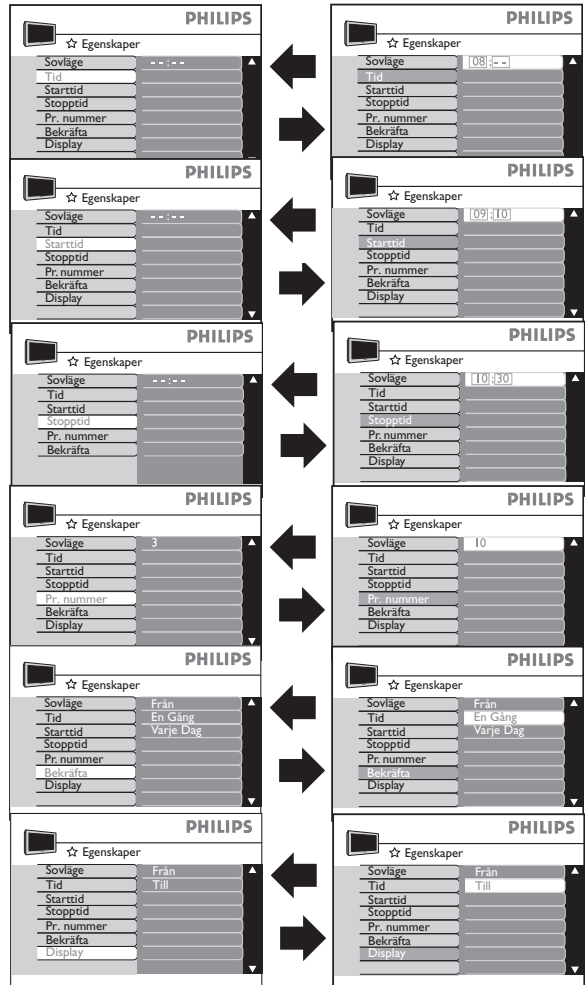 PHILIPS
Egenskaper
Sovläge --:--
Tid
Starttid
Stopptid
Pr. nummer
Bekräfta
Display
PHILIPS
Egenskaper
Sovläge 08:--
Tid
Starttid
Stopptid
Pr. nummer
Bekräfta
Display
PHILIPS
Egenskaper
Sovläge --:--
Tid
Starttid
Stopptid
Pr. nummer
Bekräfta
Display
PHILIPS
Egenskaper
Sovläge 09:10
Tid
Starttid
Stopptid
Pr. nummer
Bekräfta
Display
PHILIPS
Egenskaper
Sovläge --:--
Tid
Starttid
Stopptid
Pr. nummer
Bekräfta
PHILIPS
Egenskaper
Sovläge 10:30
Tid
Starttid
Stopptid
Pr. nummer
Bekräfta
Display
PHILIPS
Egenskaper
Sovläge 3
Tid
Starttid
Stopptid
Pr. nummer
Bekräfta
Display
PHILIPS
Egenskaper
Sovläge 10
Tid
Starttid
Stopptid
Pr. nummer
Bekräfta
Display
PHILIPS
Egenskaper
Sovläge Från
Tid En Gång
Starttid Varje Dag
Stopptid
Pr. nummer
Bekräfta
Display
PHILIPS
Egenskaper
Sovläge Från
Tid En Gång
Starttid Varje Dag
Stopptid
Pr. nummer
Bekräfta
Display
PHILIPS
Egenskaper
Sovläge Från
Tid Till
Starttid
Stopptid
Pr. nummer
Bekräfta
Display
PHILIPS
Egenskaper
Sovläge Från
Tid Till
Starttid
Stopptid
Pr. nummer
Bekräfta
Display